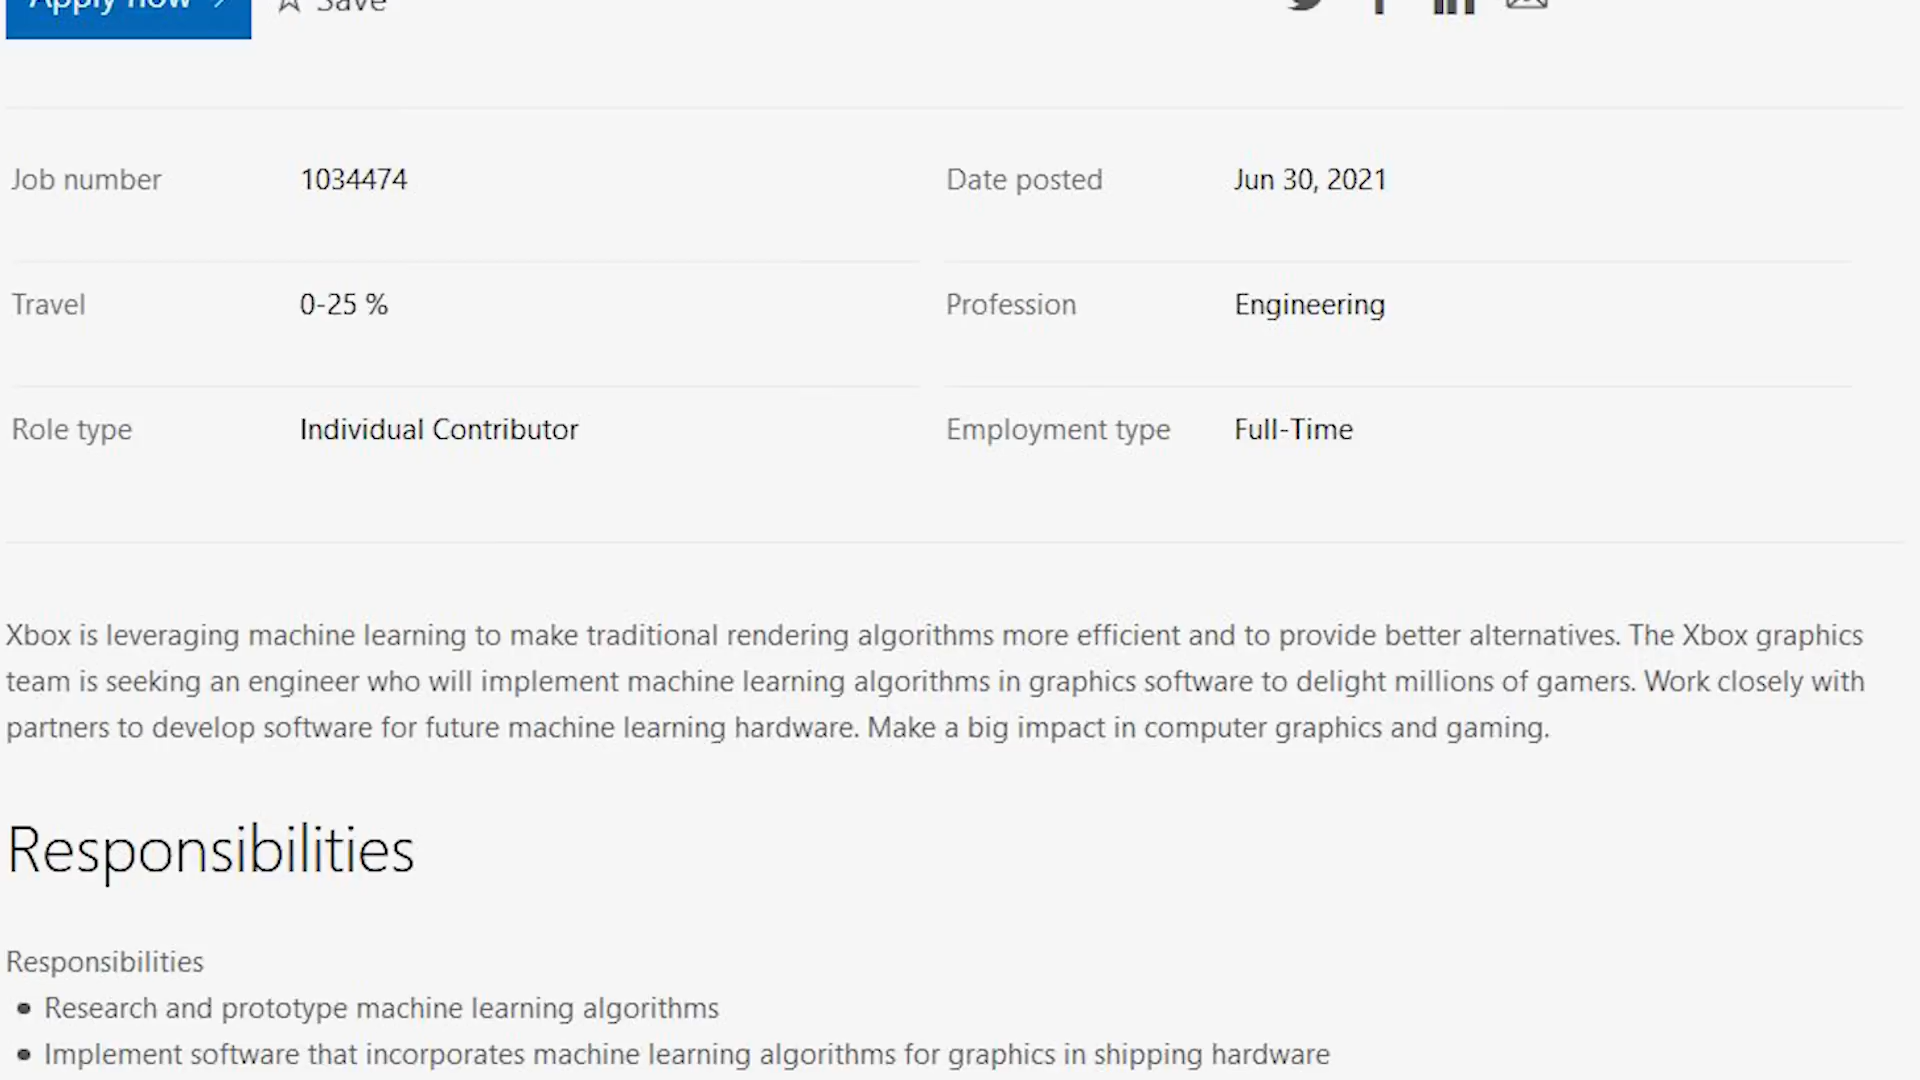 Apply now
Save
Job number 1034474 Date posted Jun 30, 2021
Travel 0-25 % Profession Engineering
Role type Individual Contributor Employment type Full-Time
Xbox is leveraging machine learning to make traditional rendering algorithms more efficient and to provide better alternatives. The Xbox graphics
team is seeking an engineer who will implement machine learning algorithms in graphics software to delight millions of gamers. Work closely with
partners to develop software for future machine learning hardware. Make a big impact in computer graphics and gaming.
Responsibilities
Responsibilities
• Research and prototype machine learning algorithms
• Implement software that incorporates machine learning algorithms for graphics in shipping hardware